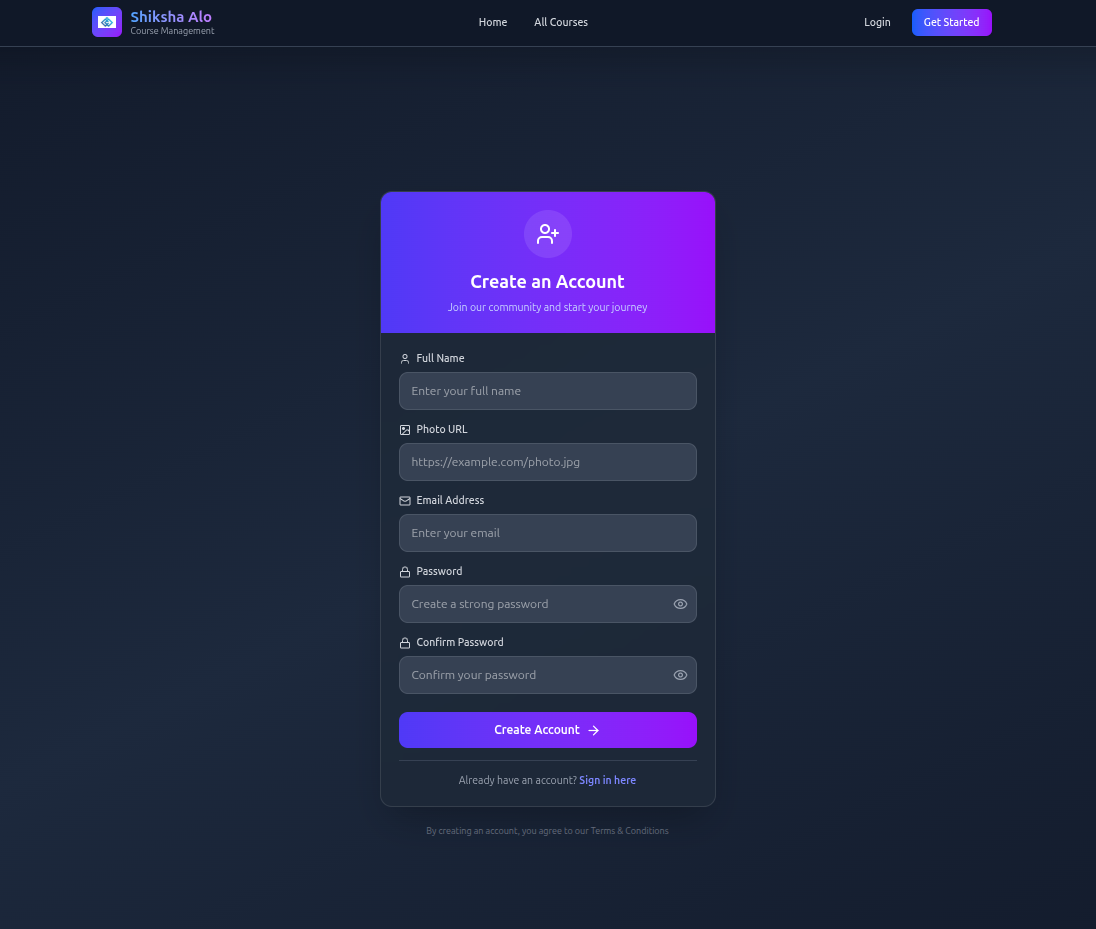 Shiksha Alo
Course Management
Home
All Courses
Login
Get Started
Create an Account
Join our community and start your journey
Full Name
Enter your full name
Photo URL
https://example.com/photo.jpg
Email Address
Enter your email
Password
Create a strong password
Confirm Password
Confirm your password
Create Account
Already have an account? Sign in here
By creating an account, you agree to our Terms & Conditions